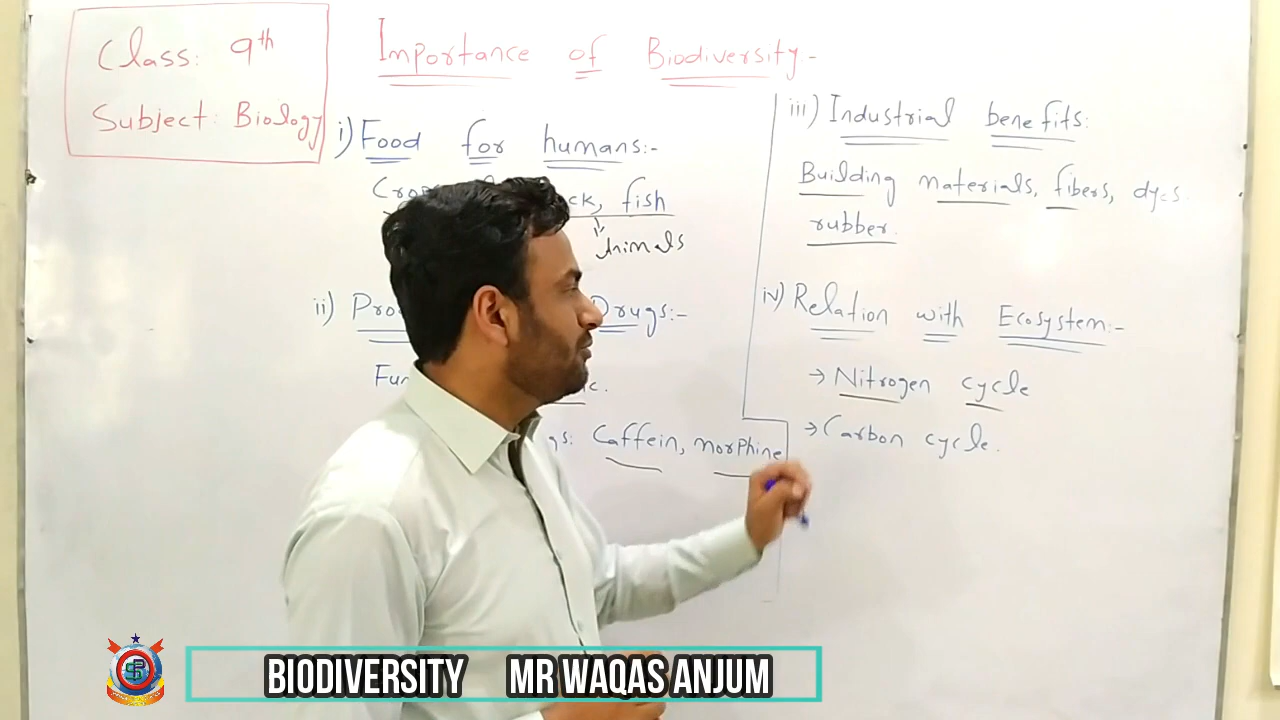 Class: 9th
Subject: Biology
Importance of Biodiversity:-
i) Food for humans:-
fish
Animals
ii) Drugs:-
Caffein, morphine
iii) Industrial benefits:
Building materials, fibers, dyes
rubber.
iv) Relation with Ecosystem:-
→ Nitrogen cycle
→ Carbon cycle.
BIODIVERSITY MR WAQAS ANJUM